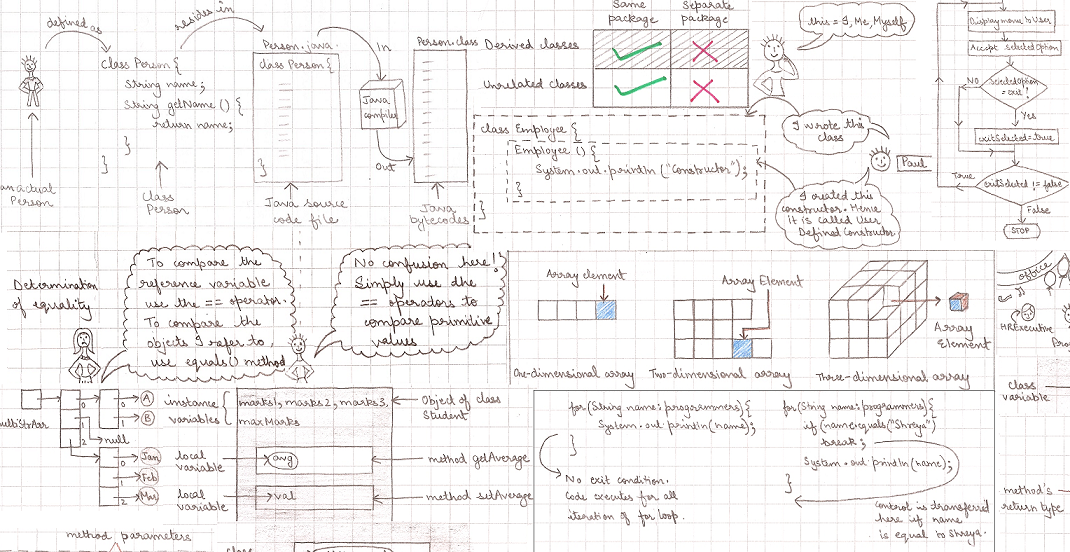 defined as
resides in
an actual
Person
class Person {
String name;
String getName () {
return name;
}
}
Class
Person
Person.java.
class Person {
}
Java source
code file
In
Java
compiler
Out
Person.class
Java
bytecodes
Same
package
Separate
package
Derived classes
Unrelated classes
this = I, Me, Myself
class Employee {
Employee () {
System.out.println ("Constructor");
}
}
I wrote this
class
Paul
I created this
constructor. Hence
it is called User
Defined Constructor
Display menu to User
Accept selectedOption
SelectedOption
= exit?
NO
Yes
exitSelected=true
exitSelected != false
True
False
STOP
Determination
of equality
To compare the
reference variable
use the == operator.
To compare the
objects I refer to,
use equals() method
No confusion here!
Simply use the
== operators to
compare primitive
values
Array element
One-dimensional array
Array Element
Two-dimensional array
Array
Element
Three-dimensional array
office
HRExecutive
multiStrArr
0
1
2
null
0
1
A
B
0
1
2
Jan
Feb
Mar
instance
variables
marks1, marks2, marks3,
maxMarks
Object of class
Student
local
variable
avg
method getAverage
local
variable
val
method setAverage
method parameters
class
for(String name: programmers){
System.out.println(name);
}
No exit condition.
Code executes for all
iteration of for loop.
for(String name: programmers){
if (name.equals("Shreya")
break;
System.out.println(name);
}
control is transferred
here if name
is equal to Shreya.
class
variable
method's
return type